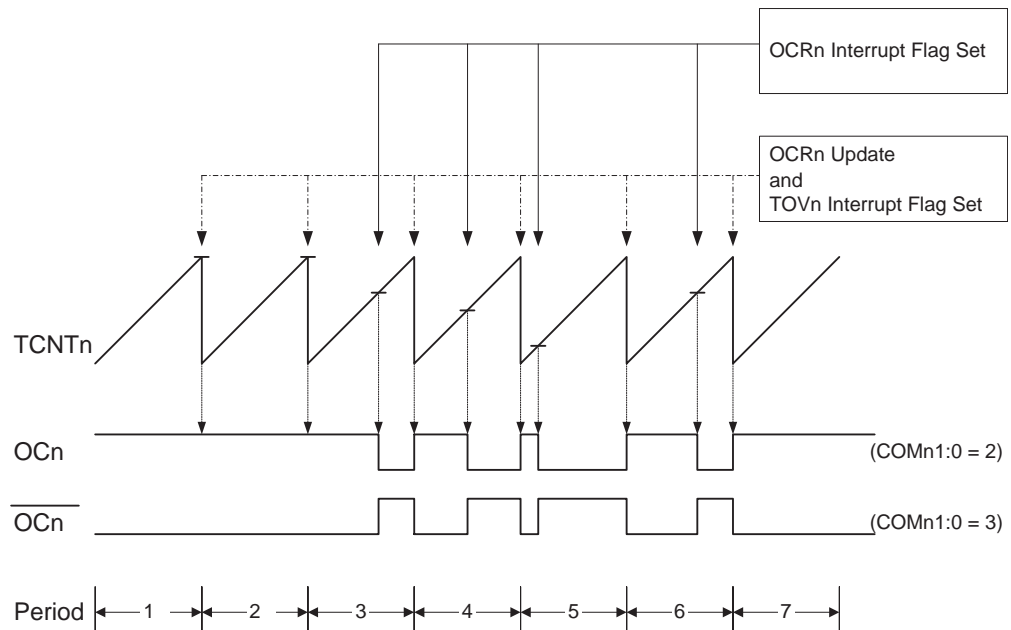 OCRn Interrupt Flag Set
OCRn Update
and
TOVn Interrupt Flag Set
TCNTn
OCn
(COMn1:0 = 2)
OCn
(COMn1:0 = 3)
Period 1 2 3 4 5 6 7